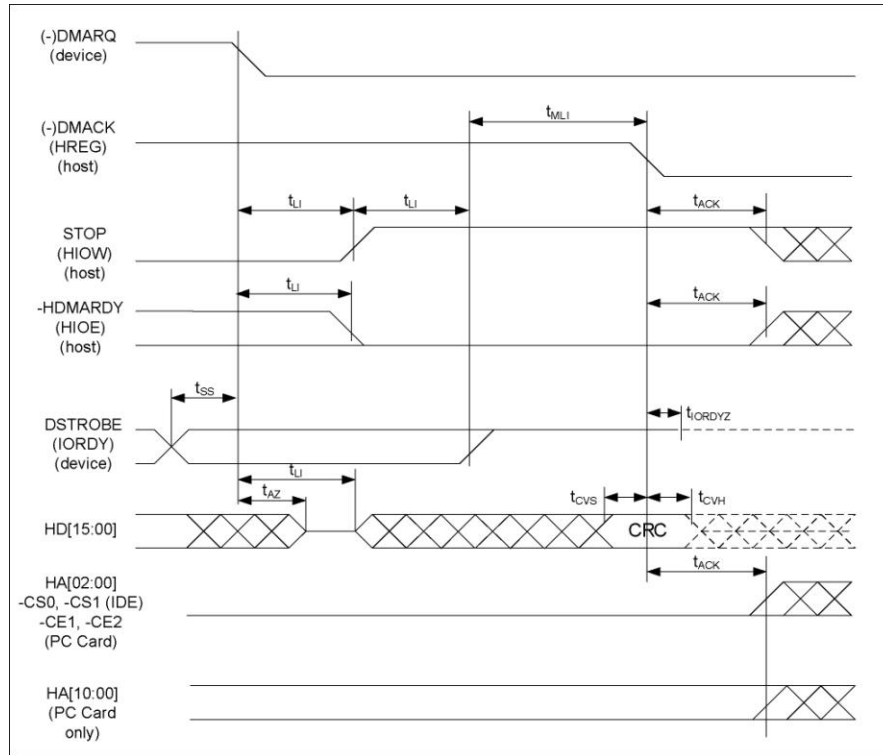 (-)DMARQ
(device)
t_MLI
(-)DMACK
(HREG)
(host)
t_LI t_LI t_ACK
STOP
(HIOW)
(host)
t_LI t_ACK
-HDMARDY
(HIOE)
(host)
t_SS
t_IORDYZ
DSTROBE
(IORDY)
(device)
t_LI
t_AZ t_CVS t_CVH
HD[15:00] CRC
t_ACK
HA[02:00]
-CS0, -CS1 (IDE)
-CE1, -CE2
(PC Card)
HA[10:00]
(PC Card
only)